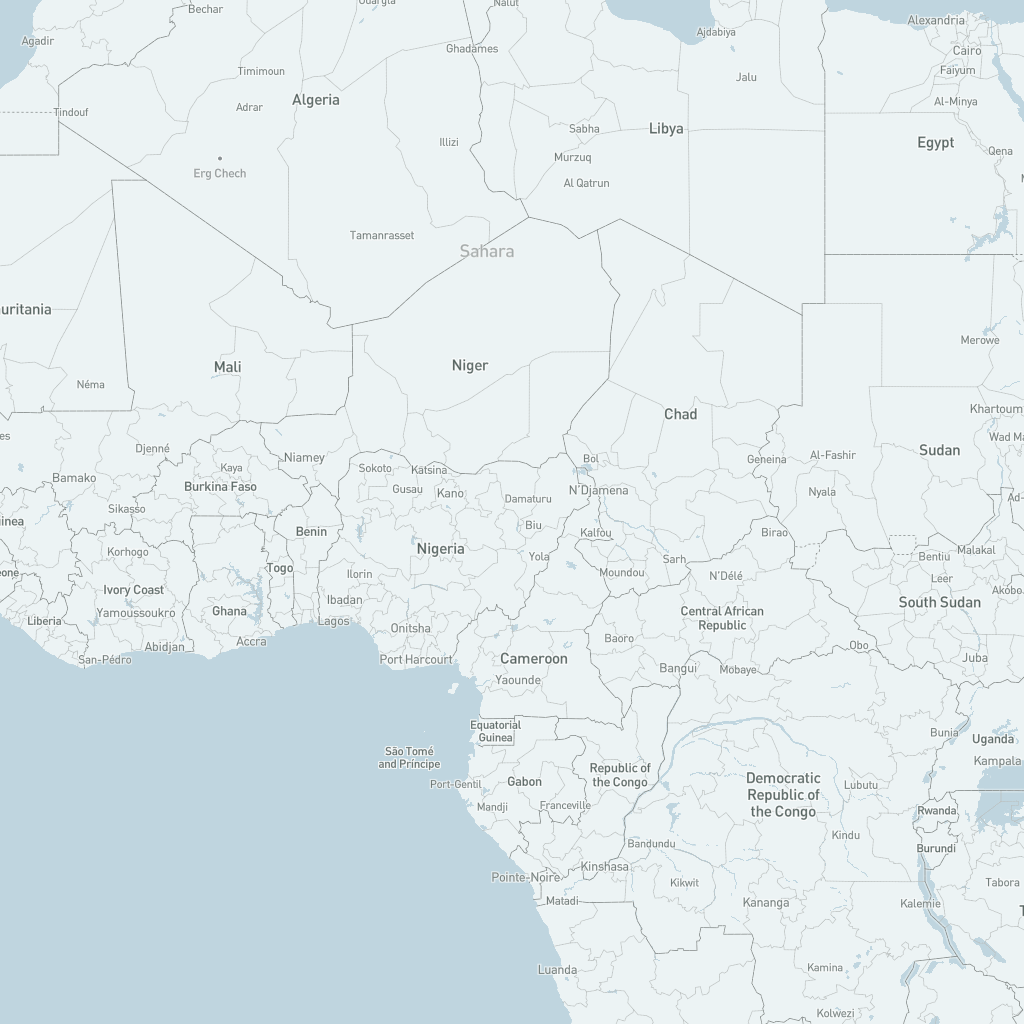 Bechar
Ouargla
Nalut
Ajdabiya
Alexandria
Agadir
Ghadames
Cairo
Timimoun
Faiyum
Jalu
Algeria
Adrar
Al-Minya
Tindouf
Sabha
Libya
Illizi
Egypt
Qena
Murzuq
Erg Chech
Al Qatrun
Tamanrasset
Sahara
uritania
Merowe
Mali
Niger
Néma
Chad
Khartoum
es
Wad Ma
Djenné
Sudan
Niamey
Bol
Geneina
Al-Fashir
Kaya
Sokoto
Katsina
Bamako
Burkina Faso
Gusau
Kano
N'Djamena
Nyala
Damaturu
Ad-
Sikasso
uinea
Biu
Benin
Kalfou
Birao
Korhogo
Nigeria
Malakal
Yola
Sarh
Bentiu
Togo
eone
Ilorin
Moundou
N'Délé
Leer
Ivory Coast
Akóbo
Ibadan
South Sudan
Yamoussoukro
Ghana
Central African
Republic
Liberia
Lagos
Onitsha
Baoro
Accra
Abidjan
Obo
San-Pédro
Port Harcourt
Cameroon
Bangui
Mobaye
Juba
Yaounde
Equatorial
Guinea
Bunia
Uganda
São Tomé
and Príncipe
Kampala
Republic of
the Congo
Port-Gentil
Gabon
Democratic
Republic of
the Congo
Lubutu
Mandji
Franceville
Rwanda
Kindu
Bandundu
Burundi
Kinshasa
Pointe-Noire
Kikwit
Tabora
Matadi
Kananga
Kalemie
T
Luanda
Kamina
Kolwezi